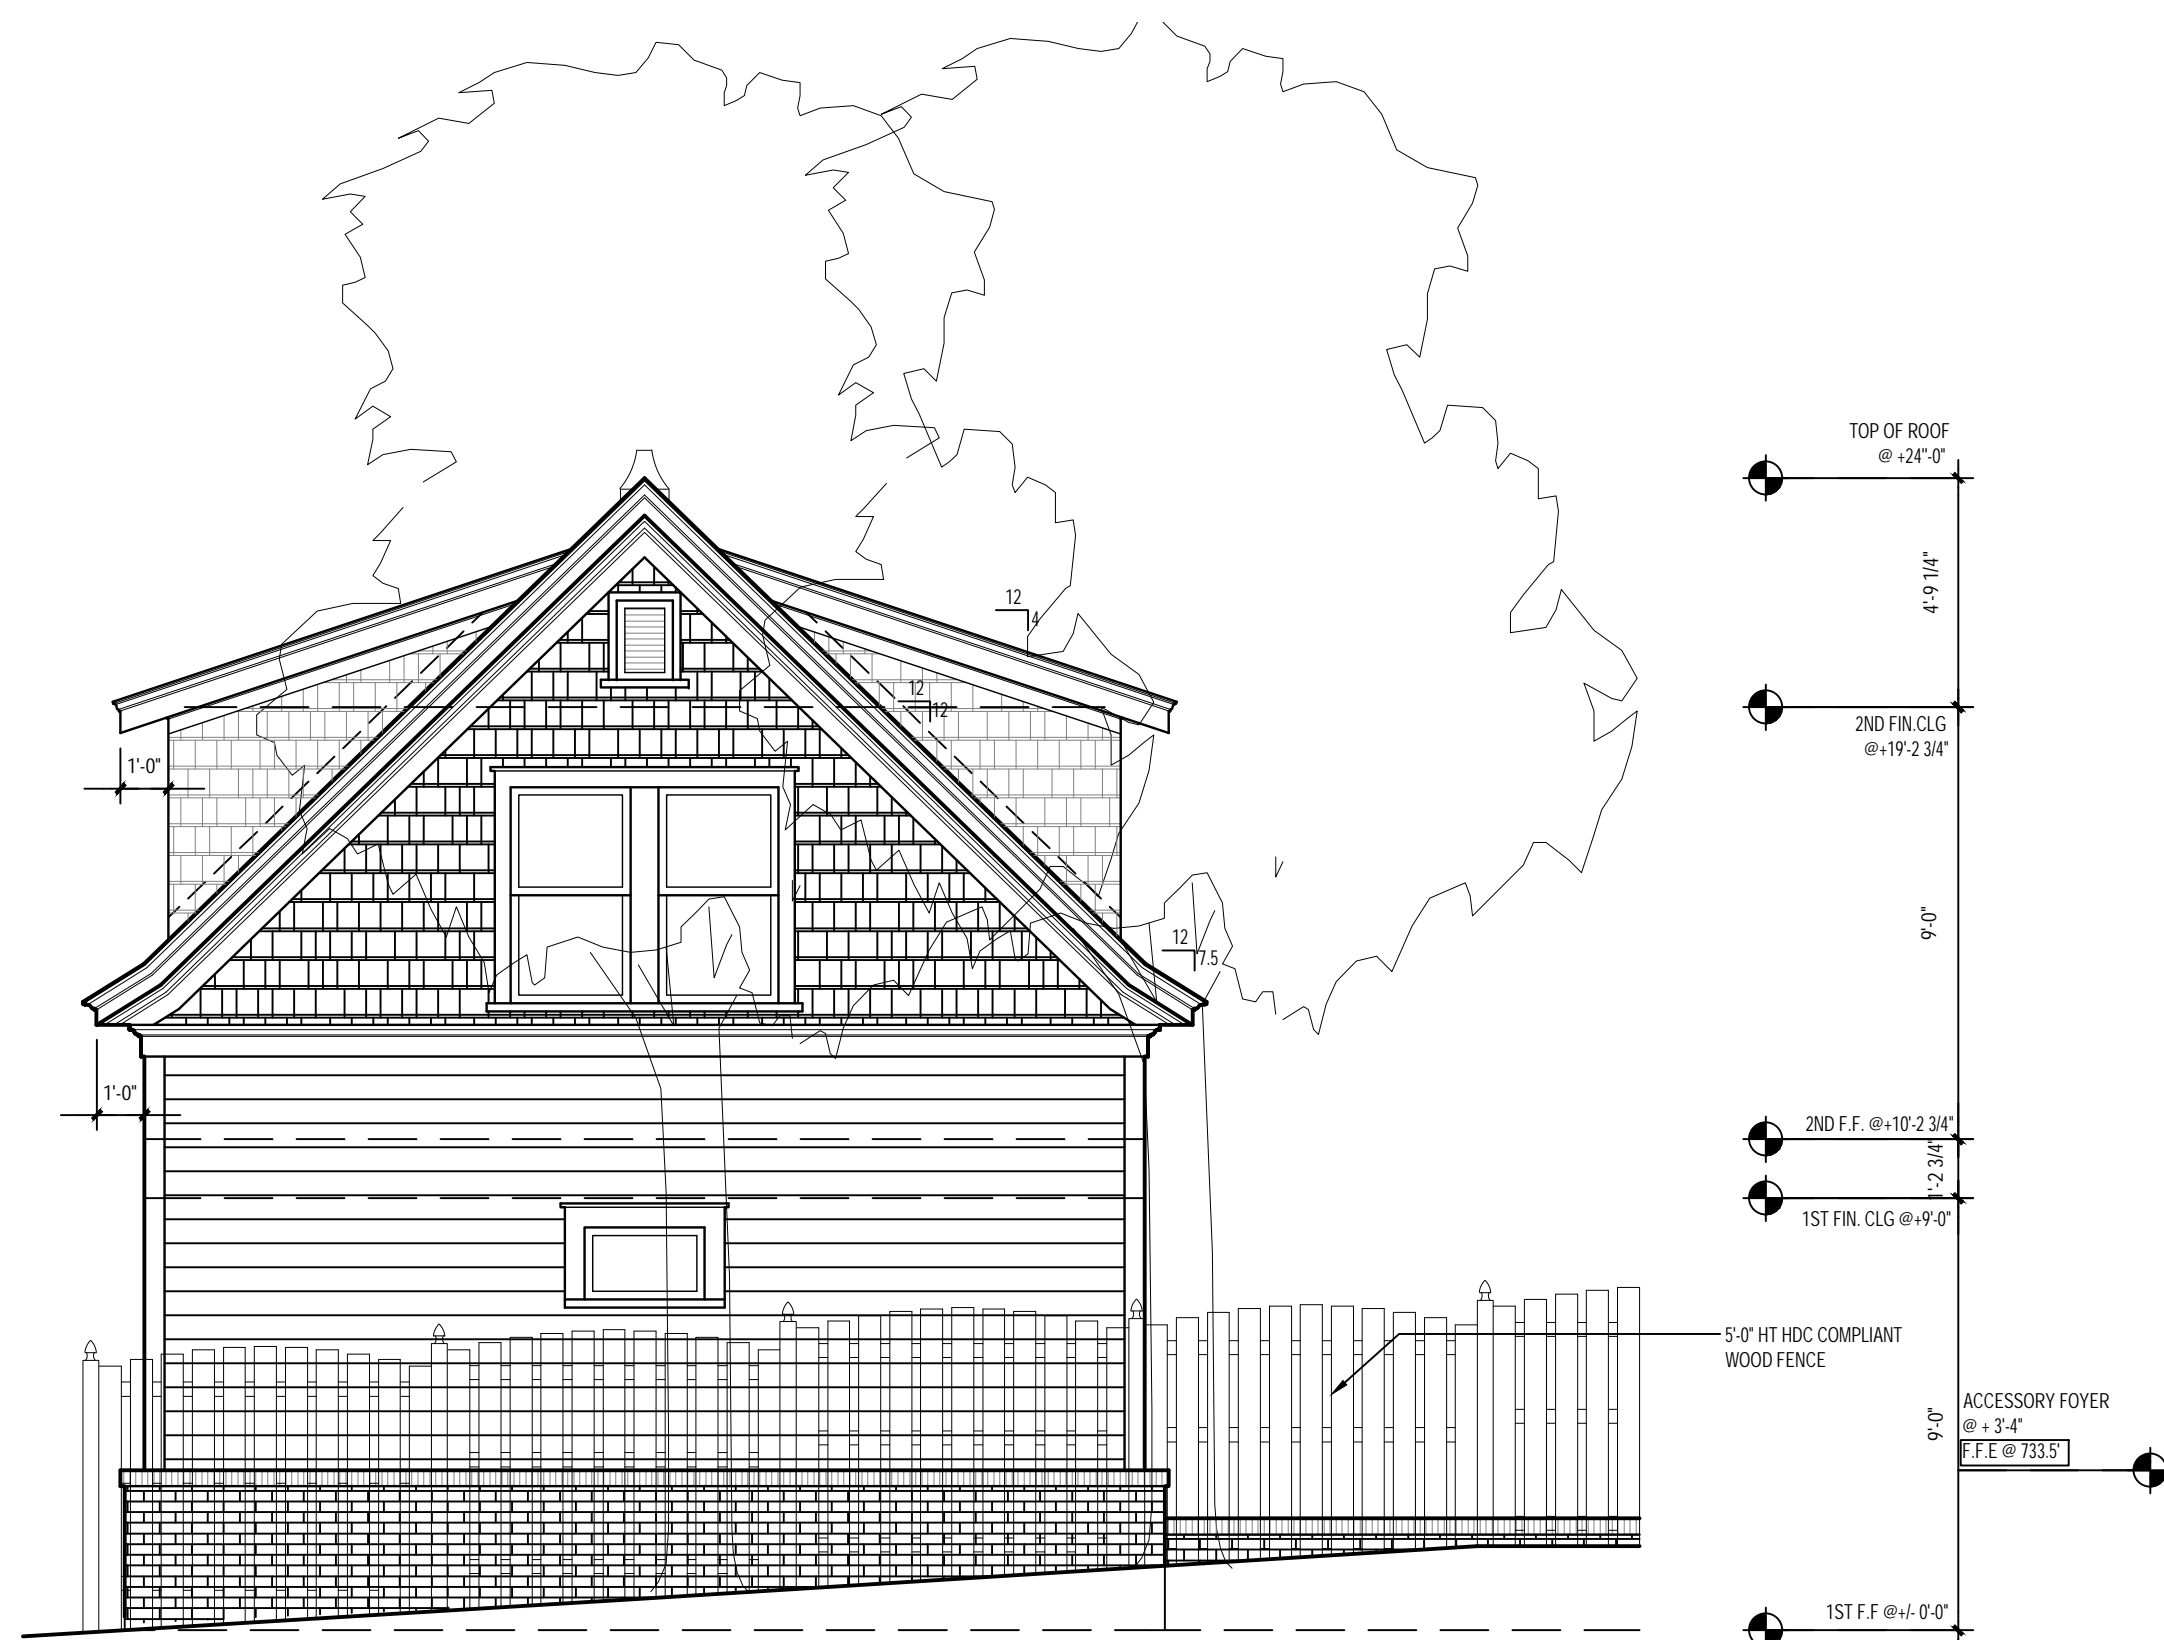 TOP OF ROOF
@ +24"-0"
4'-9 1/4"
12
4
12
12
2ND FIN.CLG
@+19'-2 3/4"
1'-0"
9'-0"
12
7.5
1'-0"
2ND F.F. @+10'-2 3/4"
1'-2 3/4"
1ST FIN. CLG @+9'-0"
5'-0" HT HDC COMPLIANT
WOOD FENCE
9'-0"
ACCESSORY FOYER
@ + 3'-4"
F.F.E @ 733.5'
1ST F.F @+/- 0'-0"